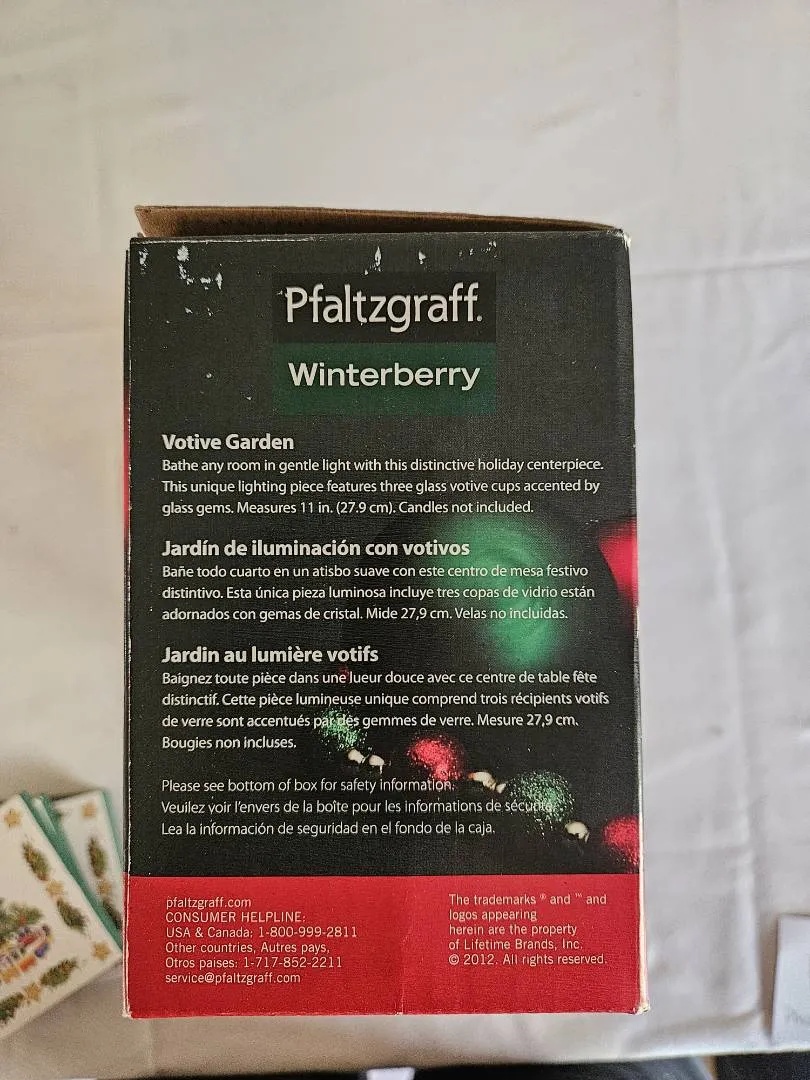 Pfaltzgraff.
Winterberry
Votive Garden
Bathe any room in gentle light with this distinctive holiday centerpiece.
This unique lighting piece features three glass votive cups accented by
glass gems. Measures 11 in. (27.9 cm). Candles not included.
Jardín de iluminación con votivos
Bañe todo cuarto en un atisbo suave con este centro de mesa festivo
distintivo. Esta única pieza luminosa incluye tres copas de vidrio están
adornados con gemas de cristal. Mide 27,9 cm. Velas no incluidas.
Jardin au lumière votifs
Baignez toute pièce dans une lueur douce avec ce centre de table fête
distinctif. Cette pièce lumineuse unique comprend trois récipients votifs
de verre sont accentués par des gemmes de verre. Mesure 27,9 cm.
Bougies non incluses.
Please see bottom of box for safety information.
Veuilez voir l'envers de la boîte pour les informations de sécurité.
Lea la información de seguridad en el fondo de la caja.
pfaltzgraff.com
CONSUMER HELPLINE:
USA & Canada: 1-800-999-2811
Other countries, Autres pays,
Otros paises: 1-717-852-2211
service@pfaltzgraff.com
The trademarks ® and ™ and
logos appearing
herein are the property
of Lifetime Brands, Inc.
© 2012. All rights reserved.